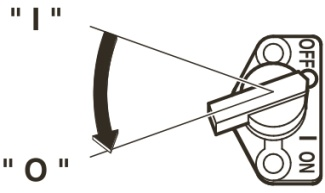 " I "
OFF
I ON
" O "